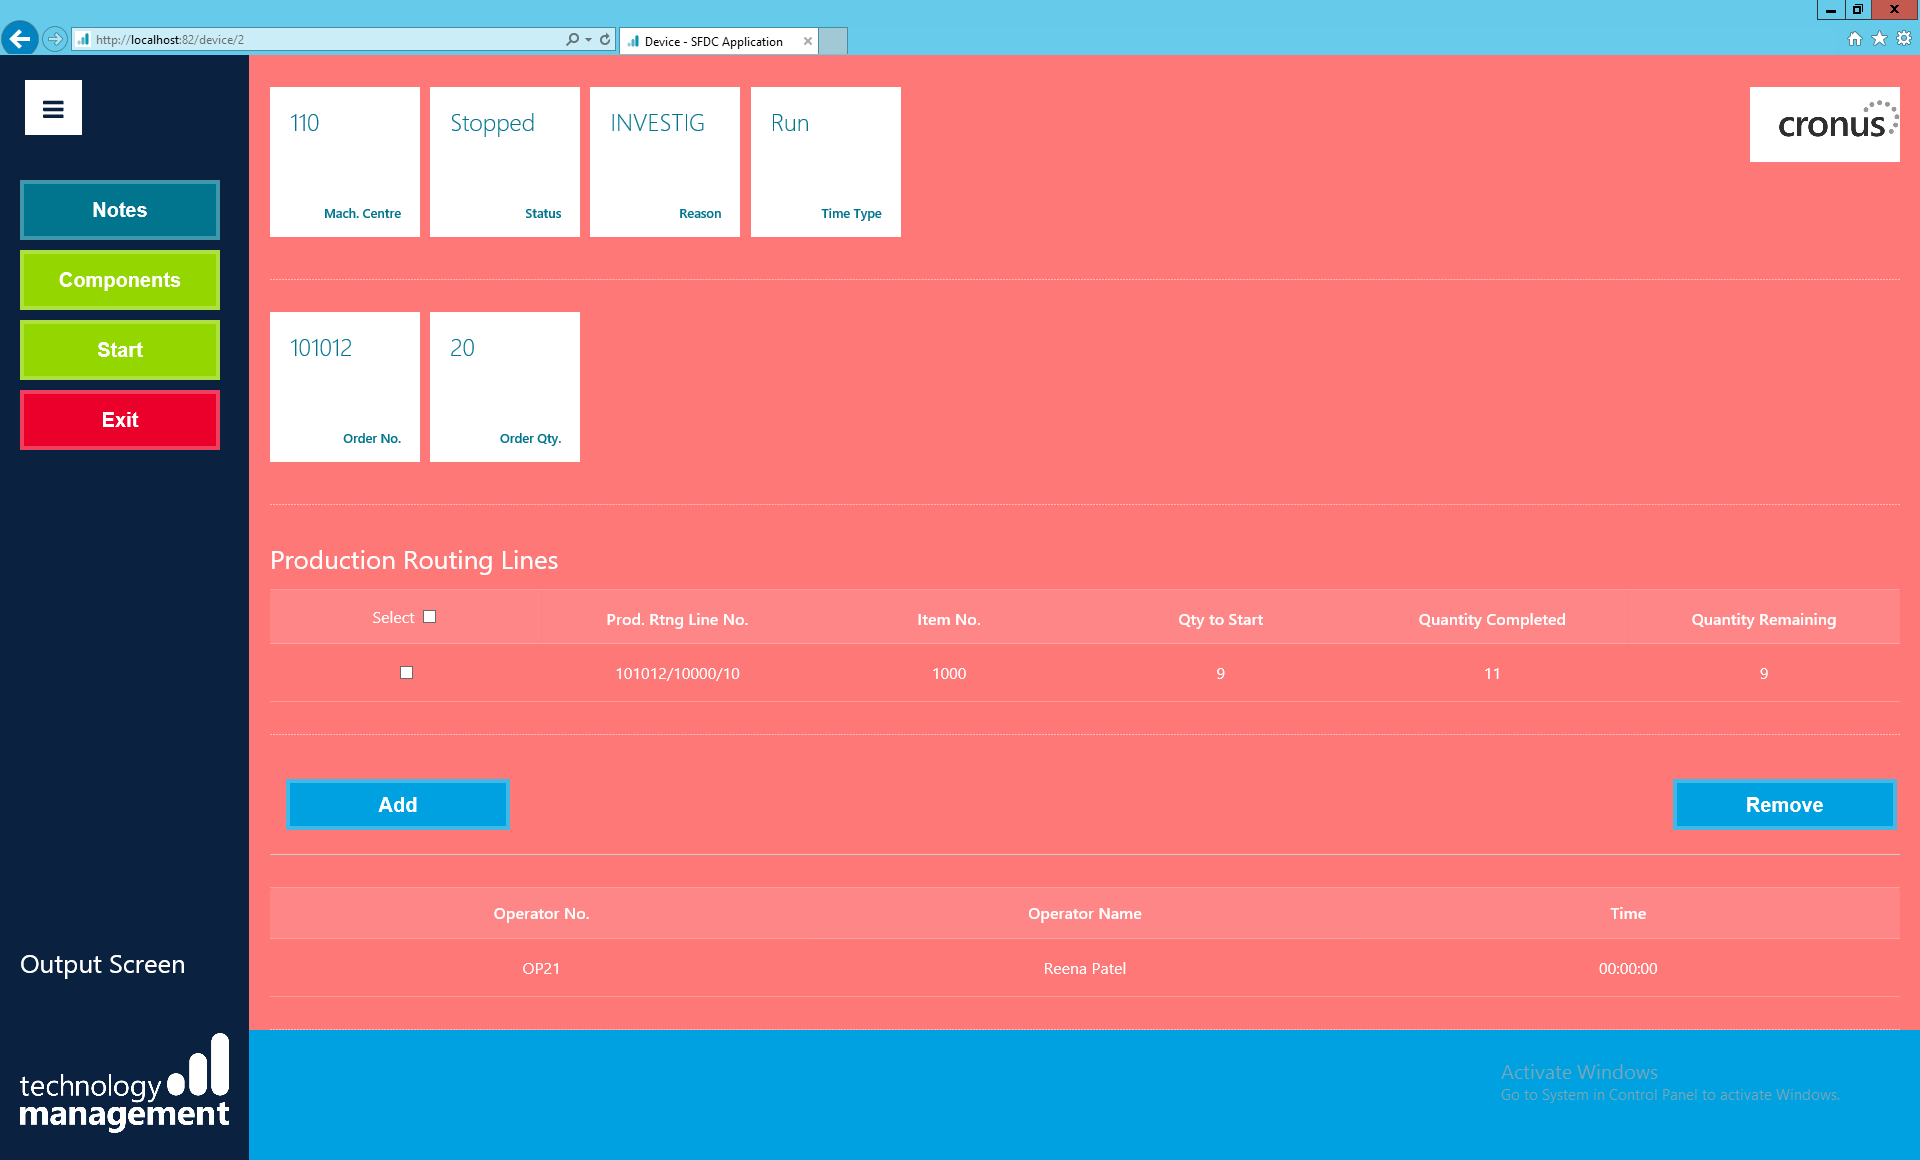 http://localhost:82/device/2
Device - SFDC Application
Notes
Components
Start
Exit
Output Screen
technology
management
110
Mach. Centre
Stopped
Status
INVESTIG
Reason
Run
Time Type
cronus
101012
Order No.
20
Order Qty.
Production Routing Lines
Select Prod. Rtng Line No. Item No. Qty to Start Quantity Completed Quantity Remaining
101012/10000/10 1000 9 11 9
Add
Remove
Operator No. Operator Name Time
OP21 Reena Patel 00:00:00
Activate Windows
Go to System in Control Panel to activate Windows.